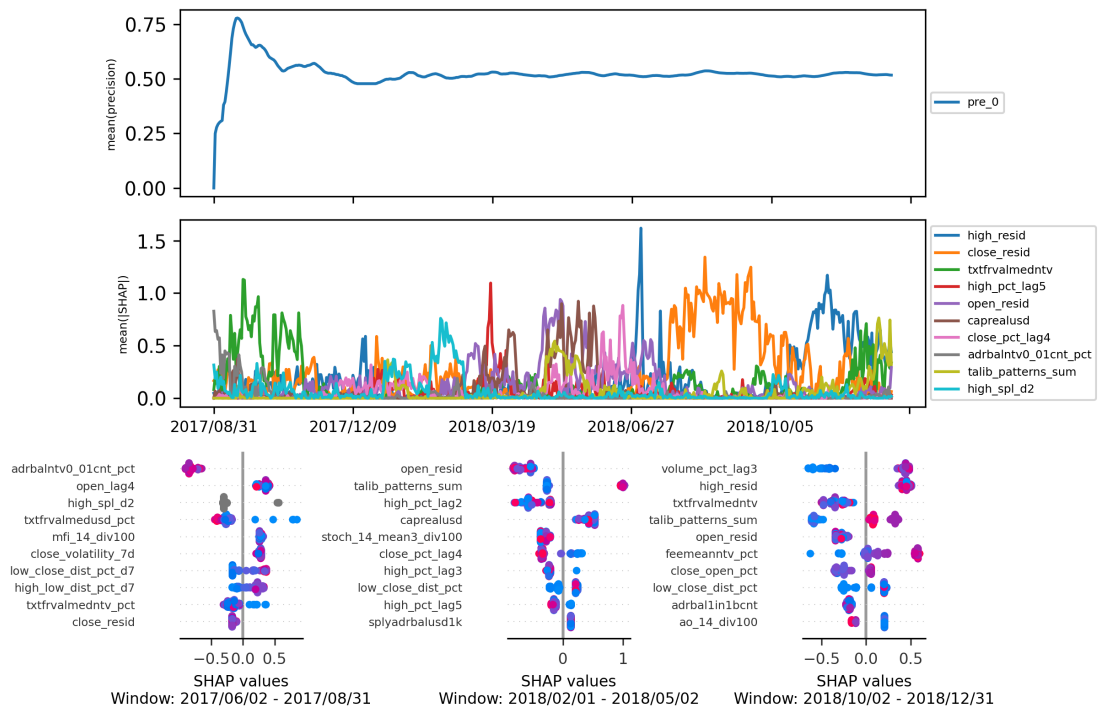 0.75
0.50
0.25
0.00
mean(precision)
pre_0
1.5
1.0
0.5
0.0
mean(|SHAP|)
high_resid
close_resid
txtfrvalmedntv
high_pct_lag5
open_resid
caprealusd
close_pct_lag4
adrbalntv0_01cnt_pct
talib_patterns_sum
high_spl_d2
2017/08/31 2017/12/09 2018/03/19 2018/06/27 2018/10/05
adrbalntv0_01cnt_pct
open_lag4
high_spl_d2
txtfrvalmedusd_pct
mfi_14_div100
close_volatility_7d
low_close_dist_pct_d7
high_low_dist_pct_d7
txtfrvalmedntv_pct
close_resid
−0.5 0.0 0.5
SHAP values
Window: 2017/06/02 - 2017/08/31
open_resid
talib_patterns_sum
high_pct_lag2
caprealusd
stoch_14_mean3_div100
close_pct_lag4
high_pct_lag3
low_close_dist_pct
high_pct_lag5
splyadrbalusd1k
0 1
SHAP values
Window: 2018/02/01 - 2018/05/02
volume_pct_lag3
high_resid
txtfrvalmedntv
talib_patterns_sum
open_resid
feemeanntv_pct
close_open_pct
low_close_dist_pct
adrbal1in1bcnt
ao_14_div100
−0.5 0.0 0.5
SHAP values
Window: 2018/10/02 - 2018/12/31